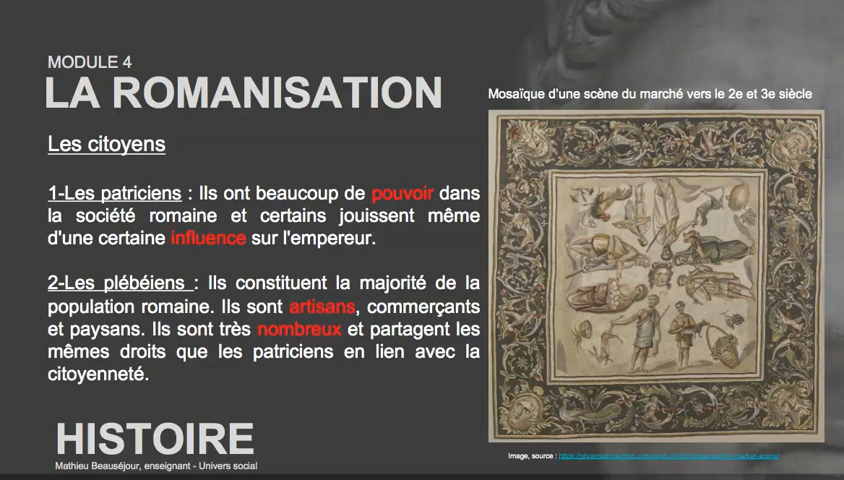 MODULE 4
LA ROMANISATION
Les citoyens
1-Les patriciens : Ils ont beaucoup de pouvoir dans
la société romaine et certains jouissent même
d'une certaine influence sur l'empereur.
2-Les plébéiens : Ils constituent la majorité de la
population romaine. Ils sont artisans, commerçants
et paysans. Ils sont très nombreux et partagent les
mêmes droits que les patriciens en lien avec la
citoyenneté.
HISTOIRE
Mathieu Beauséjour, enseignant - Univers social
Mosaïque d'une scène du marché vers le 2e et 3e siècle
Image, source :